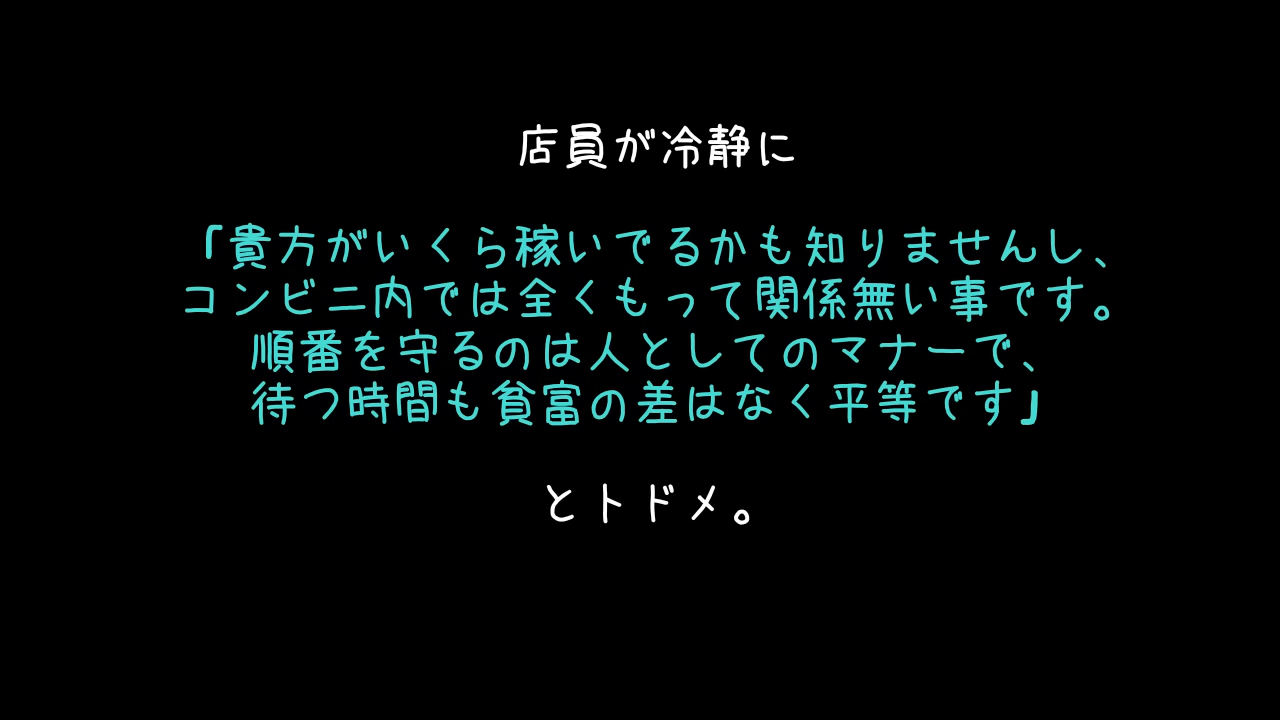 店員が冷静に
「貴方がいくら稼いでるかも知りませんし、
コンビニ内では全くもって関係無い事です。
順番を守るのは人としてのマナーで、
待つ時間も貧富の差はなく平等です」
とトドメ。